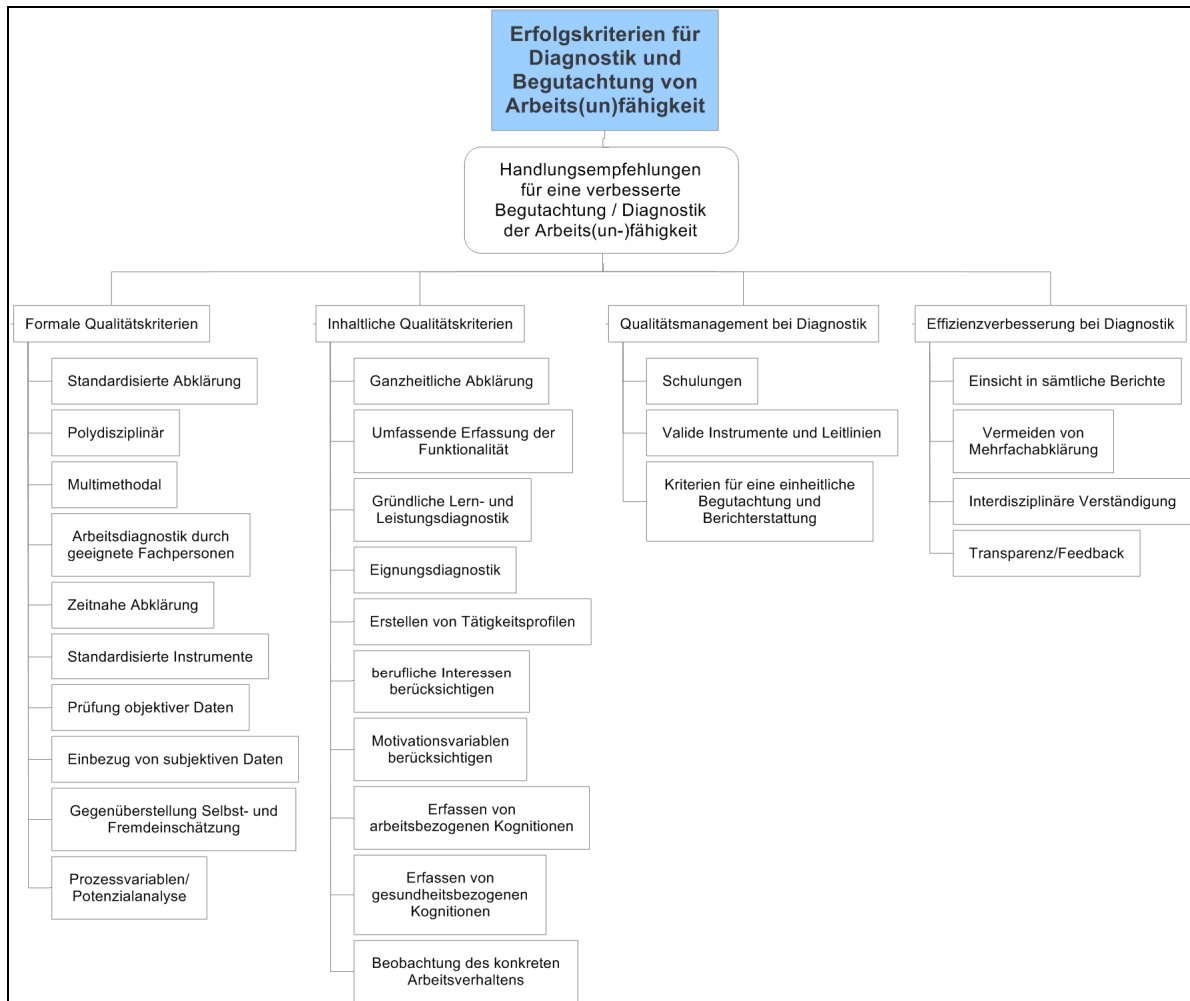 Erfolgskriterien für
Diagnostik und
Begutachtung von
Arbeits(un)fähigkeit
Handlungsempfehlungen
für eine verbesserte
Begutachtung / Diagnostik
der Arbeits(un-)fähigkeit
Formale Qualitätskriterien
Standardisierte Abklärung
Polydisziplinär
Multimethodal
Arbeitsdiagnostik durch
geeignete Fachpersonen
Zeitnahe Abklärung
Standardisierte Instrumente
Prüfung objektiver Daten
Einbezug von subjektiven Daten
Gegenüberstellung Selbst- und
Fremdeinschätzung
Prozessvariablen/
Potenzialanalyse
Inhaltliche Qualitätskriterien
Ganzheitliche Abklärung
Umfassende Erfassung der
Funktionalität
Gründliche Lern- und
Leistungsdiagnostik
Eignungsdiagnostik
Erstellen von Tätigkeitsprofilen
berufliche Interessen
berücksichtigen
Motivationsvariablen
berücksichtigen
Erfassen von
arbeitsbezogenen Kognitionen
Erfassen von
gesundheitsbezogenen
Kognitionen
Beobachtung des konkreten
Arbeitsverhaltens
Qualitätsmanagement bei Diagnostik
Schulungen
Valide Instrumente und Leitlinien
Kriterien für eine einheitliche
Begutachtung und
Berichterstattung
Effizienzverbesserung bei Diagnostik
Einsicht in sämtliche Berichte
Vermeiden von
Mehrfachabklärung
Interdisziplinäre Verständigung
Transparenz/Feedback